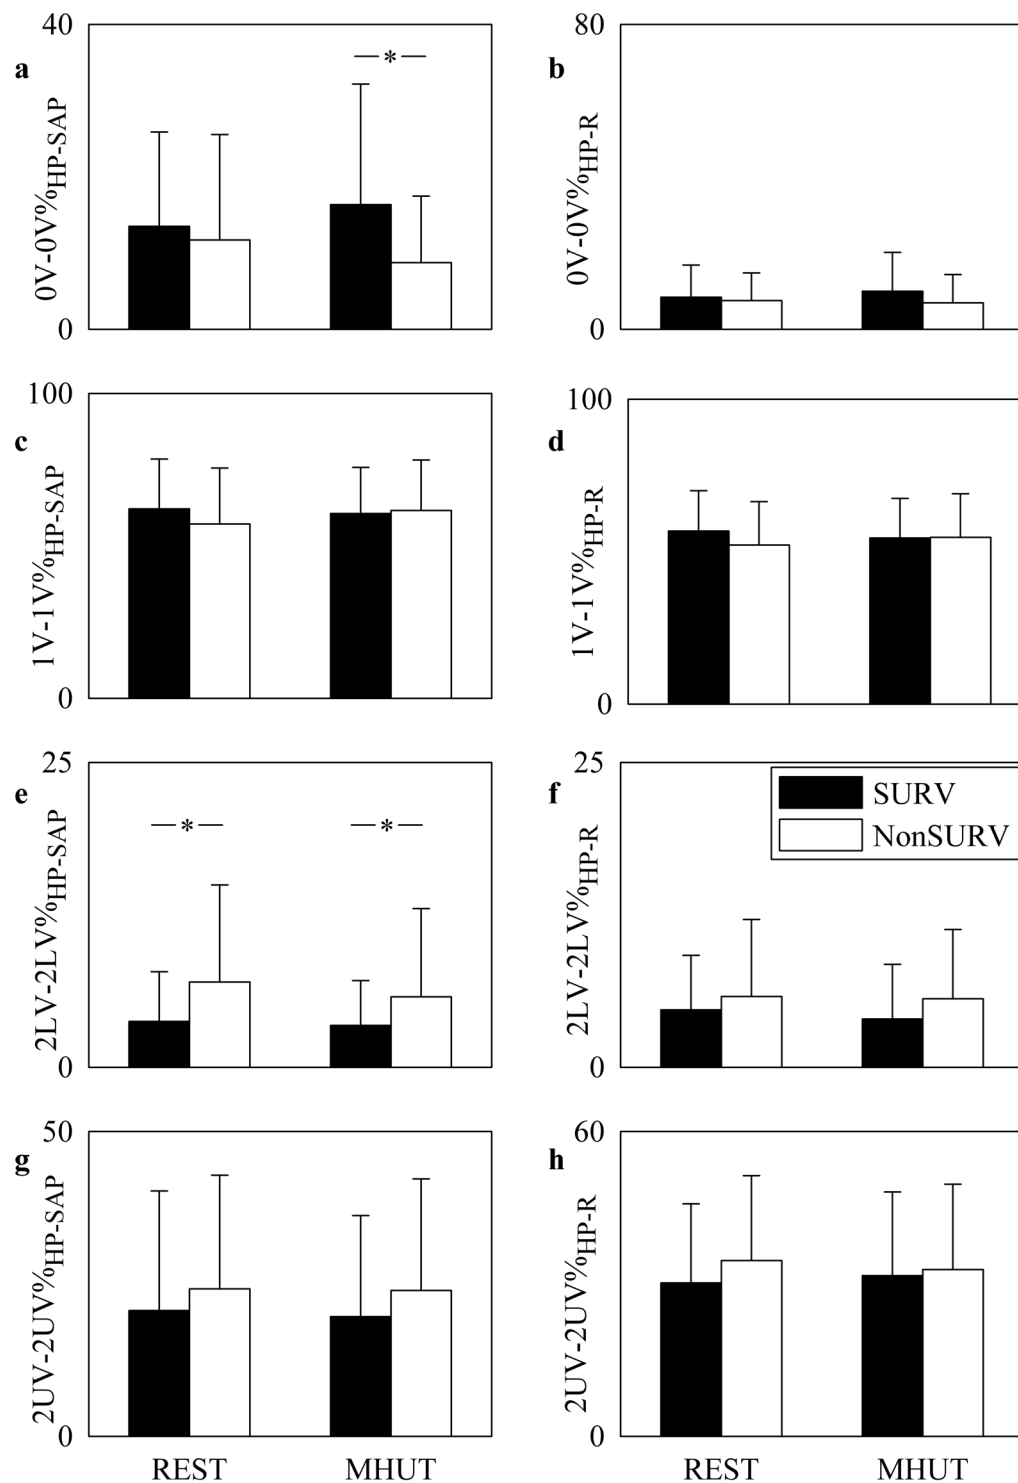 40
a
0V-0V%HP-SAP
*
0
80
b
0V-0V%HP-R
0
100
c
1V-1V%HP-SAP
0
100
d
1V-1V%HP-R
0
25
e
2LV-2LV%HP-SAP
*
*
0
25
f
2LV-2LV%HP-R
SURV
NonSURV
0
50
g
2UV-2UV%HP-SAP
0
REST
MHUT
60
h
2UV-2UV%HP-R
0
REST
MHUT